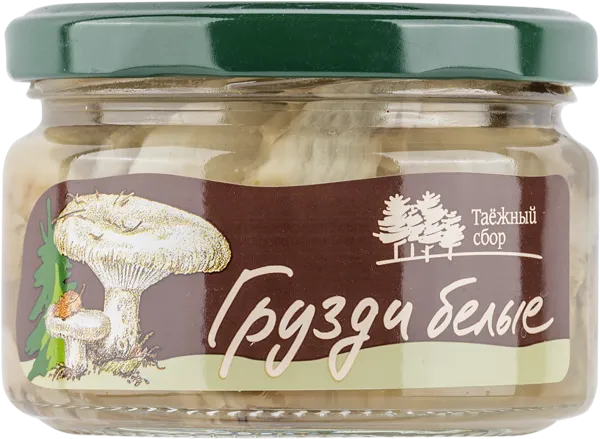 Таёжный
сбор
Грузди белые